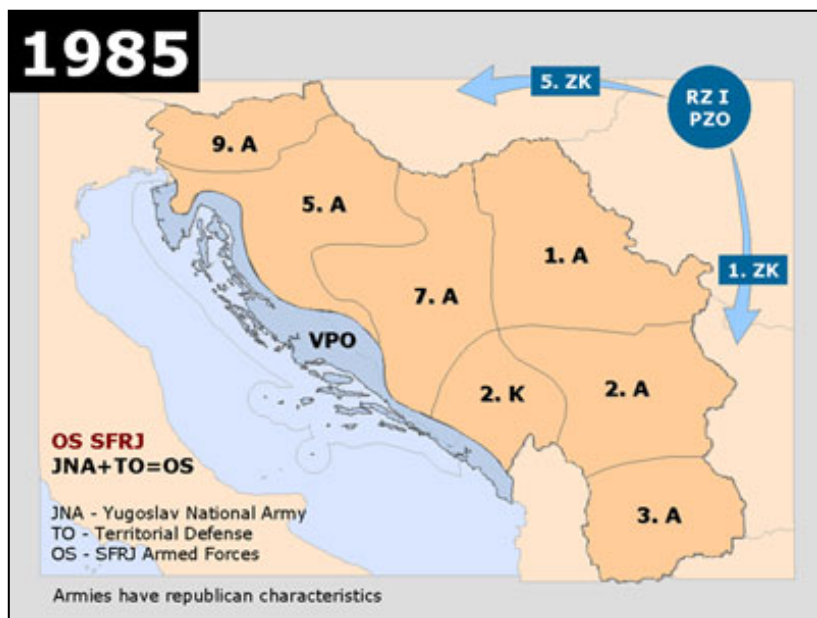 1985
5. ZK
RZ I
PZO
9. A
5. A
1. A
1. ZK
7. A
VPO
2. K
2. A
3. A
OS SFRJ
JNA+TO=OS
JNA - Yugoslav National Army
TO - Territorial Defense
OS - SFRJ Armed Forces
Armies have republican characteristics